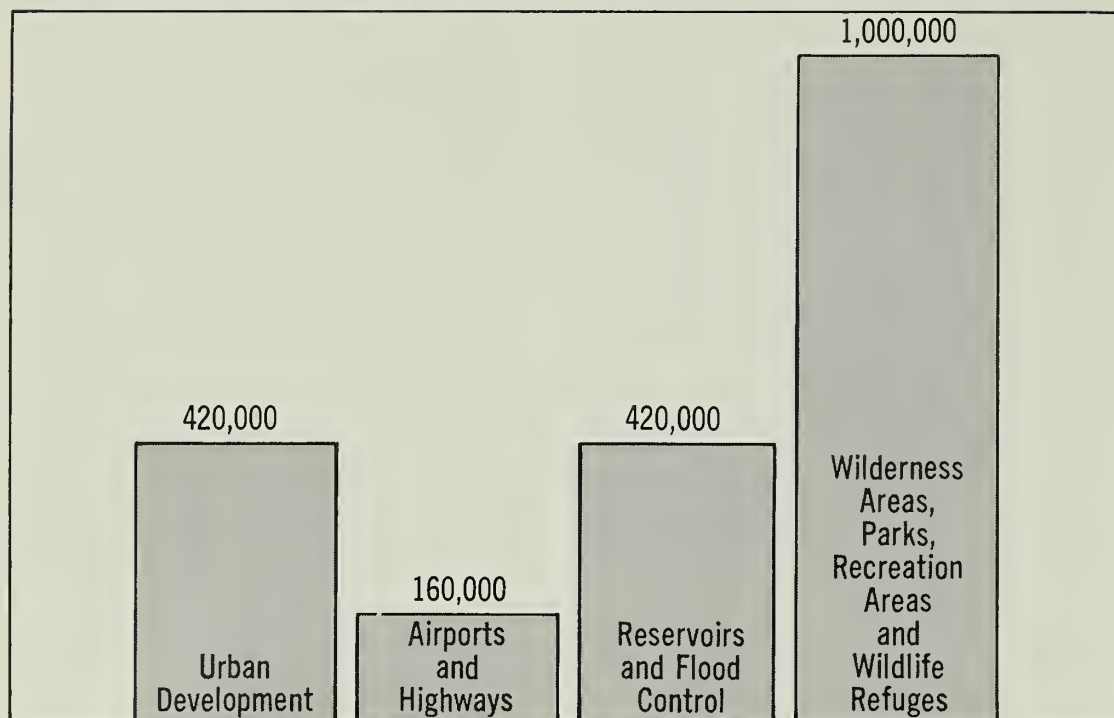 1,000,000
420,000
420,000
160,000
Urban
Development
Airports
and
Highways
Reservoirs
and Flood
Control
Wilderness
Areas,
Parks,
Recreation
Areas
and
Wildlife
Refuges